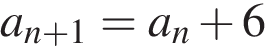 $a_{n+1} = a_n + 6$